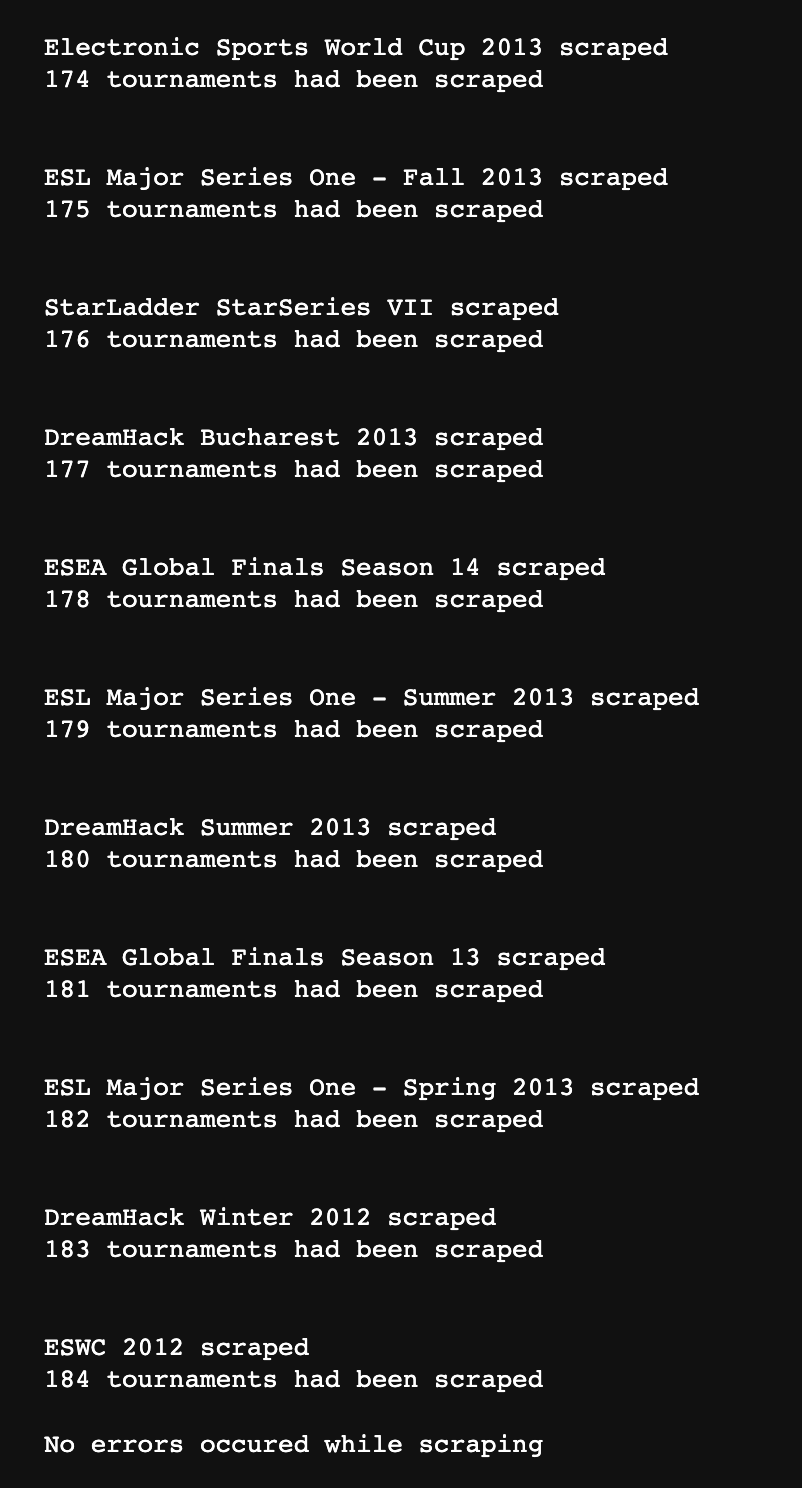 Electronic Sports World Cup 2013 scraped
174 tournaments had been scraped
ESL Major Series One - Fall 2013 scraped
175 tournaments had been scraped
StarLadder StarSeries VII scraped
176 tournaments had been scraped
DreamHack Bucharest 2013 scraped
177 tournaments had been scraped
ESEA Global Finals Season 14 scraped
178 tournaments had been scraped
ESL Major Series One - Summer 2013 scraped
179 tournaments had been scraped
DreamHack Summer 2013 scraped
180 tournaments had been scraped
ESEA Global Finals Season 13 scraped
181 tournaments had been scraped
ESL Major Series One - Spring 2013 scraped
182 tournaments had been scraped
DreamHack Winter 2012 scraped
183 tournaments had been scraped
ESWC 2012 scraped
184 tournaments had been scraped
No errors occured while scraping